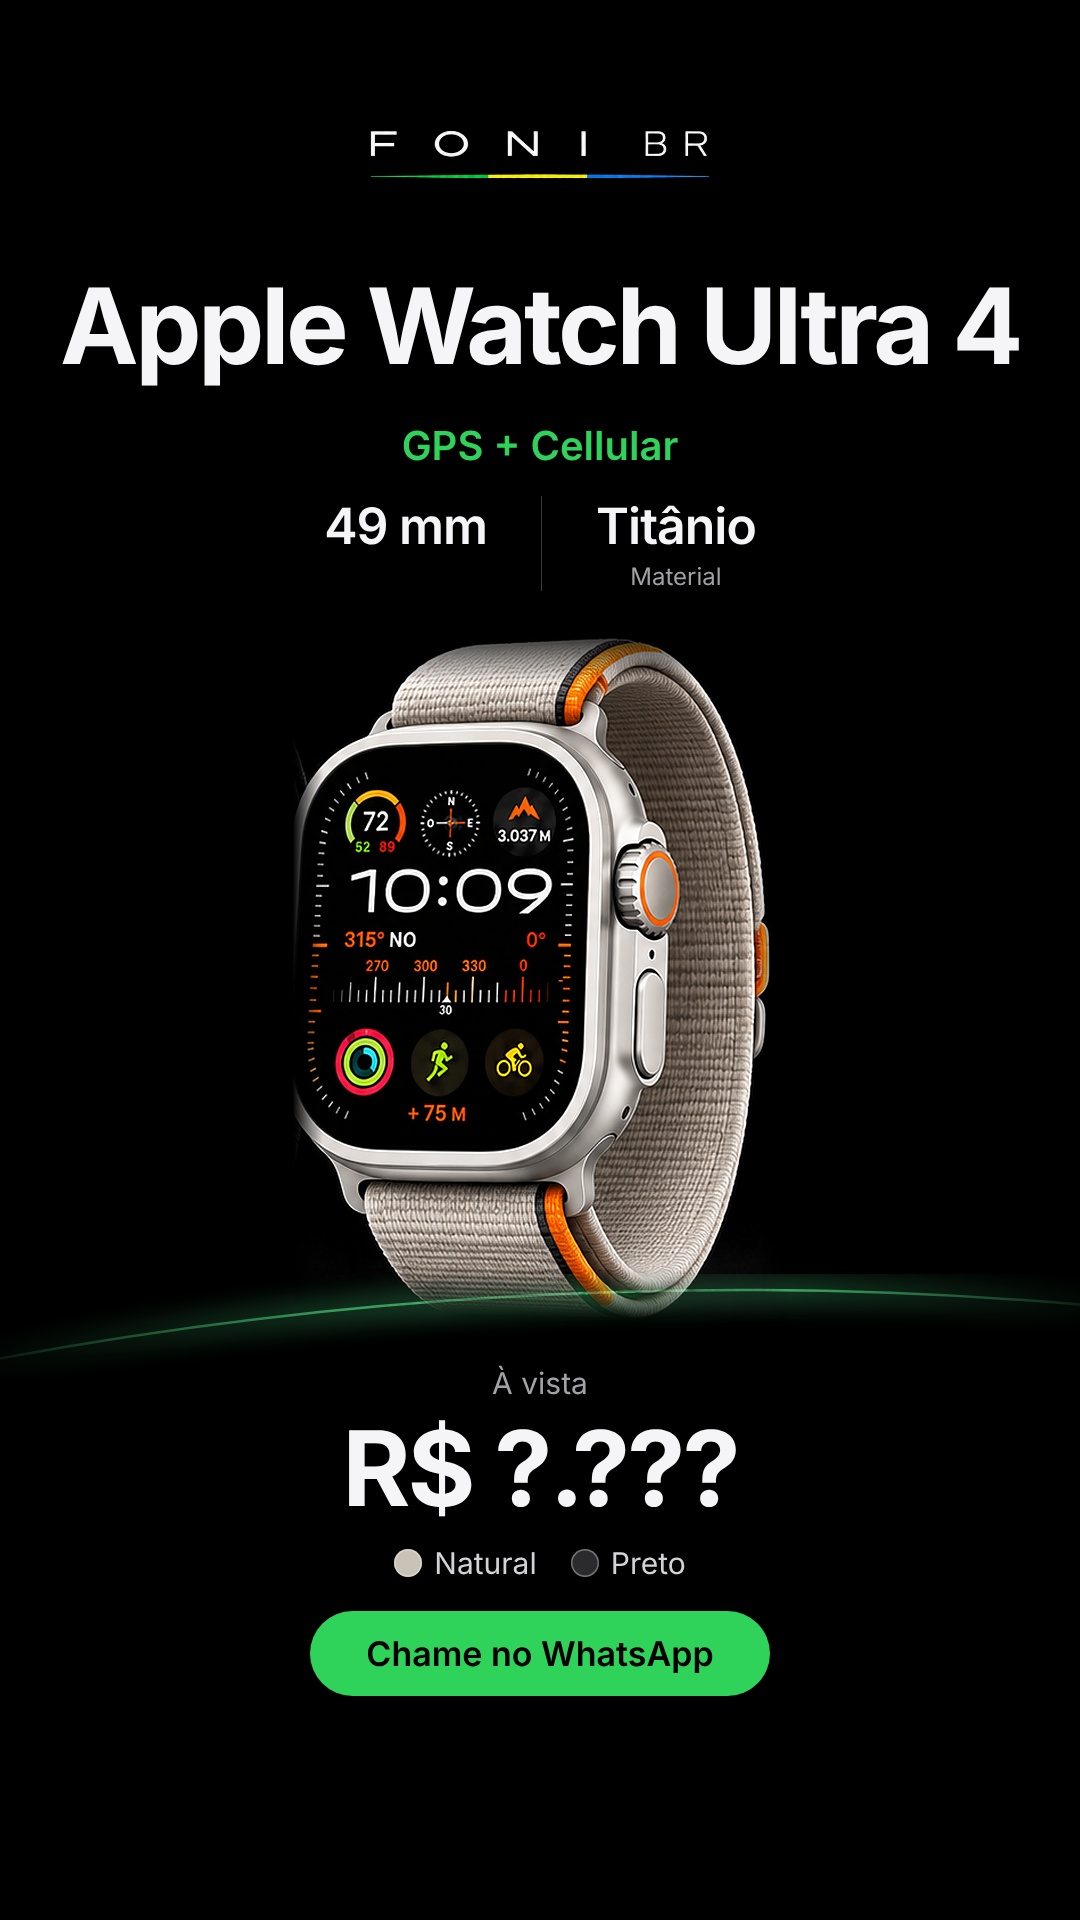 FONI BR
Apple Watch Ultra 4
GPS + Cellular
49 mm
Titânio
Material
72
52 89
N
O E
S
3.037 M
10:09
315° NO 0°
270 300 330 0
30
+ 75 M
À vista
R$ ?.???
Natural Preto
Chame no WhatsApp